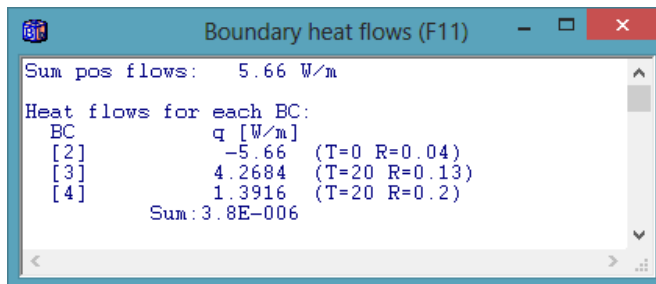 Boundary heat flows (F11)
Sum pos flows: 5.66 W/m
Heat flows for each BC:
BC q [W/m]
[2] -5.66 (T=0 R=0.04)
[3] 4.2684 (T=20 R=0.13)
[4] 1.3916 (T=20 R=0.2)
Sum:3.8E-006